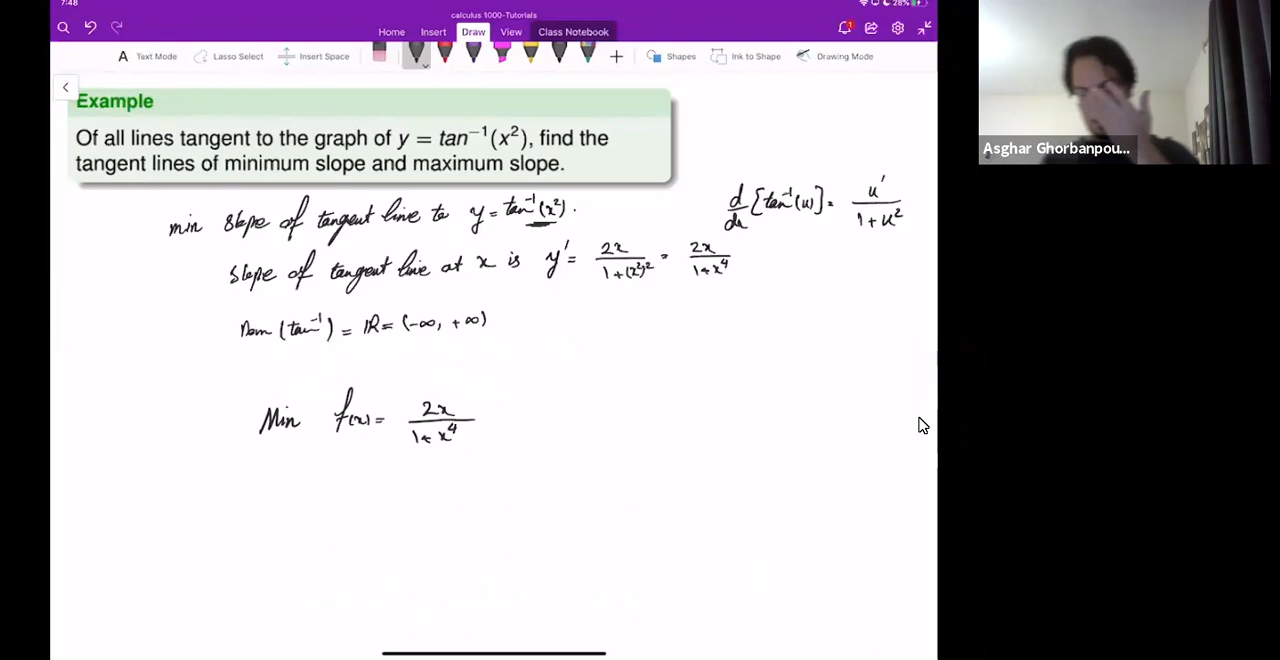 7:48
28%
calculus 1000-Tutorials
Home Insert Draw View Class Notebook
1
A Text Mode Lasso Select Insert Space Shapes Ink to Shape Drawing Mode
Example
Of all lines tangent to the graph of y = tan⁻¹(x²), find the
tangent lines of minimum slope and maximum slope.
min slope of tangent line to y = tan⁻¹(x²).
d/dx [tan⁻¹(u)] = u'/(1+u²)
slope of tangent line at x is y' = 2x/(1+(x²)²) = 2x/(1+x⁴)
Dom (tan⁻¹) = IR = (-∞, +∞)
Min f(x) = 2x/(1+x⁴)
Asghar Ghorbanpou...